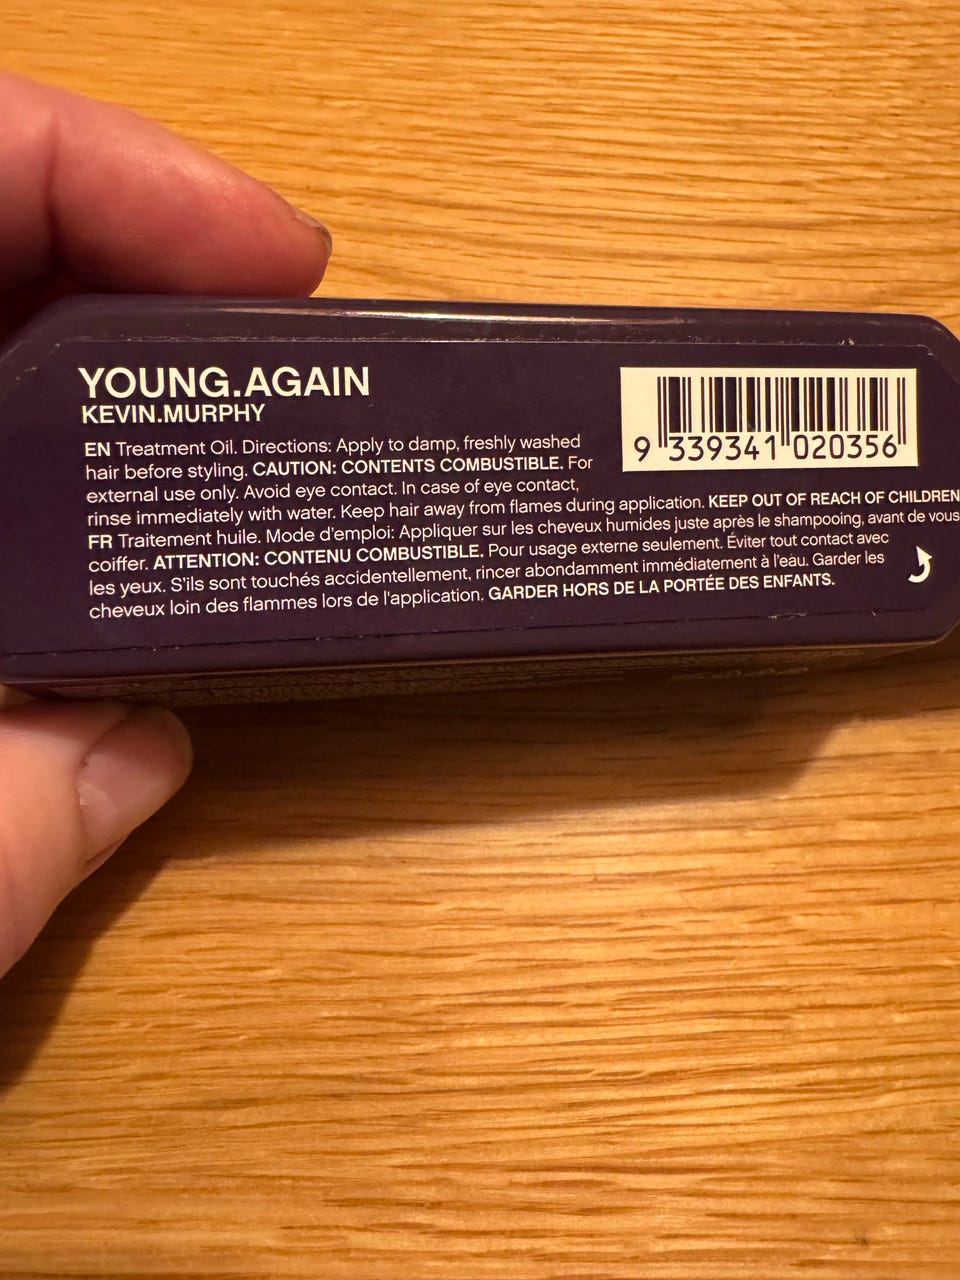 YOUNG.AGAIN
KEVIN.MURPHY
EN Treatment Oil. Directions: Apply to damp, freshly washed
hair before styling. CAUTION: CONTENTS COMBUSTIBLE. For
external use only. Avoid eye contact. In case of eye contact,
rinse immediately with water. Keep hair away from flames during application. KEEP OUT OF REACH OF CHILDREN
FR Traitement huile. Mode d'emploi: Appliquer sur les cheveux humides juste après le shampooing, avant de vous
coiffer. ATTENTION: CONTENU COMBUSTIBLE. Pour usage externe seulement. Éviter tout contact avec
les yeux. S'ils sont touchés accidentellement, rincer abondamment immédiatement à l'eau. Garder les
cheveux loin des flammes lors de l'application. GARDER HORS DE LA PORTÉE DES ENFANTS.
9 339341 020356